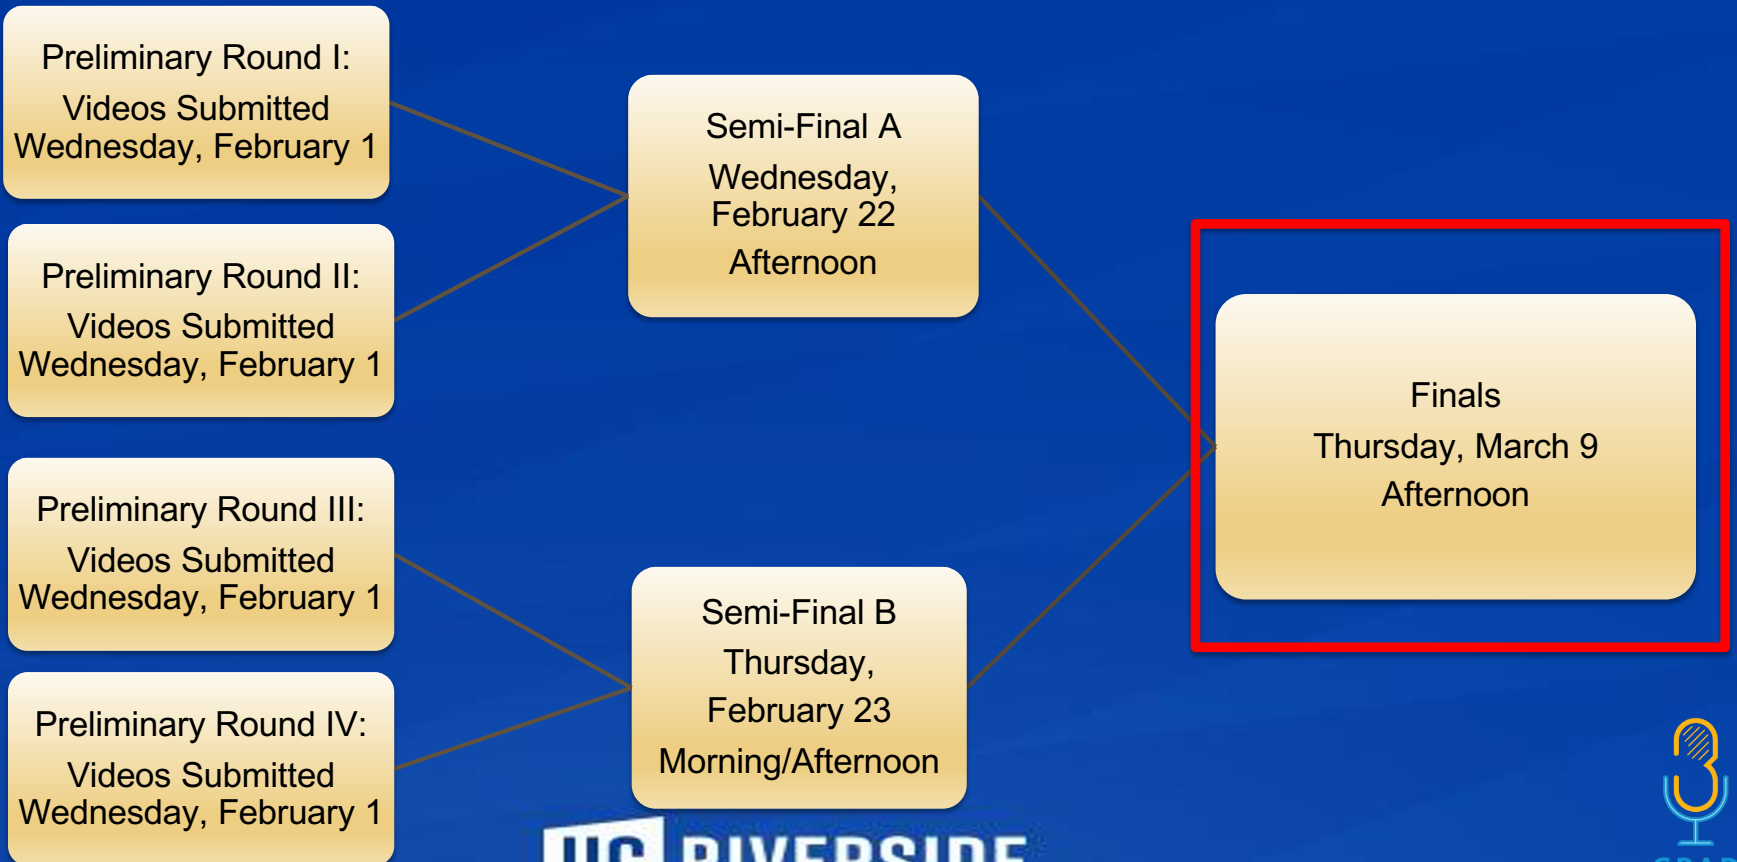 Preliminary Round I:
Videos Submitted
Wednesday, February 1
Preliminary Round II:
Videos Submitted
Wednesday, February 1
Preliminary Round III:
Videos Submitted
Wednesday, February 1
Preliminary Round IV:
Videos Submitted
Wednesday, February 1
Semi-Final A
Wednesday,
February 22
Afternoon
Semi-Final B
Thursday,
February 23
Morning/Afternoon
Finals
Thursday, March 9
Afternoon
UC RIVERSIDE